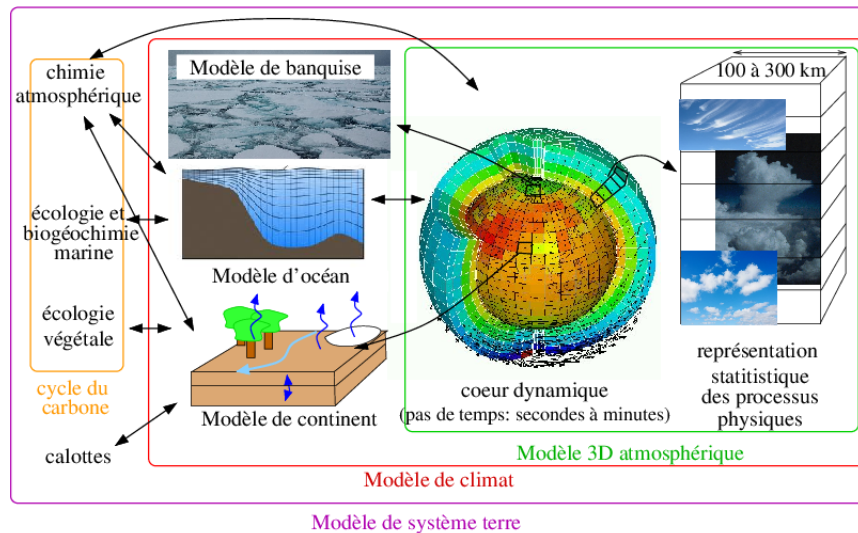 chimie
atmosphérique
Modèle de banquise
100 à 300 km
écologie et
biogéochimie
marine
Modèle d'océan
écologie
végétale
cycle du
carbone
calottes
Modèle de continent
coeur dynamique
(pas de temps: secondes à minutes)
représentation
statitistique
des processus
physiques
Modèle 3D atmosphérique
Modèle de climat
Modèle de système terre